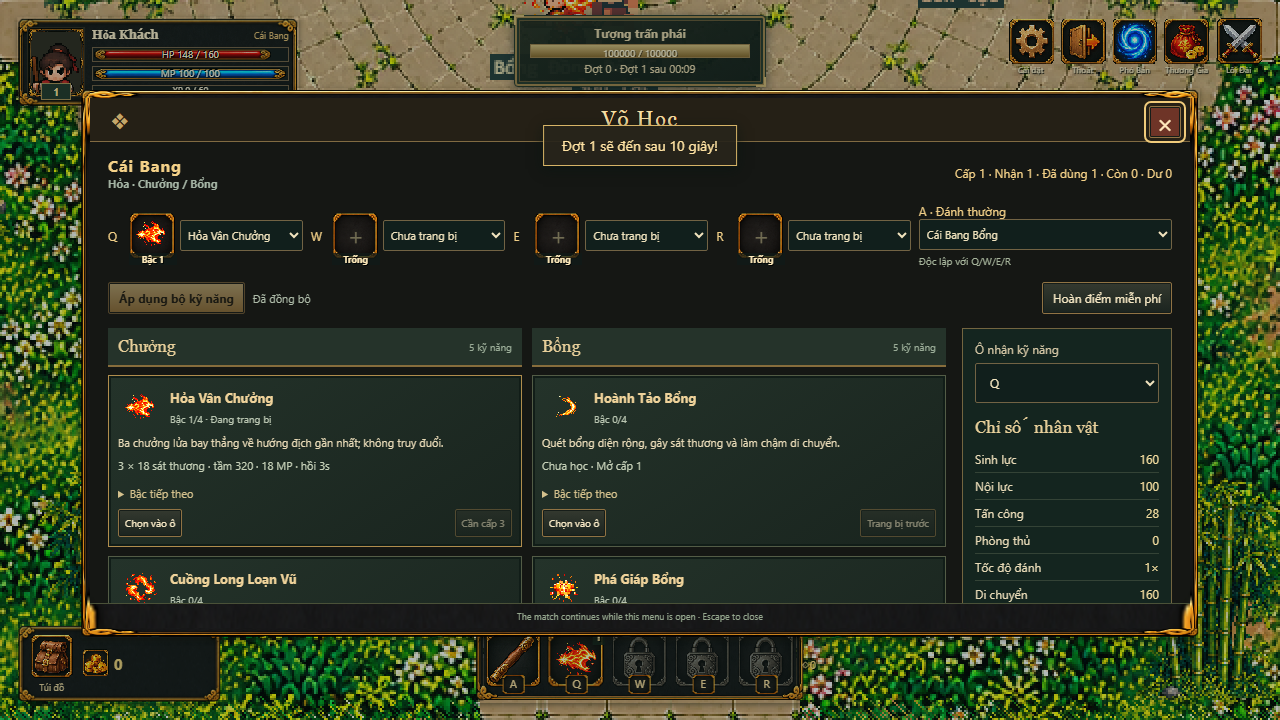 Hỏa Khách
Cái Bang
HP 148 / 160
MP 100 / 100
1
Tượng trấn phái
100000 / 100000
Đợt 0 · Đợt 1 sau 00:09
Cài đặt
Thoát
Phó Bản
Thương Gia
Lôi Đài
Võ Học
Đợt 1 sẽ đến sau 10 giây!
Cái Bang
Hỏa · Chưởng / Bổng
Cấp 1 · Nhận 1 · Đã dùng 1 · Còn 0 · Dư 0
Q
Bậc 1
Hỏa Vân Chưởng
W
Trống
Chưa trang bị
E
Trống
Chưa trang bị
R
Trống
Chưa trang bị
A · Đánh thường
Cái Bang Bổng
Độc lập với Q/W/E/R
Áp dụng bộ kỹ năng
Đã đồng bộ
Hoàn điểm miễn phí
Chưởng
5 kỹ năng
Hỏa Vân Chưởng
Bậc 1/4 · Đang trang bị
Ba chưởng lửa bay thẳng về hướng địch gần nhất; không truy đuổi.
3 × 18 sát thương · tầm 320 · 18 MP · hồi 3s
Bậc tiếp theo
Chọn vào ô
Cần cấp 3
Cuồng Long Loạn Vũ
Bậc 0/4
Bổng
5 kỹ năng
Hoành Tảo Bổng
Bậc 0/4
Quét bổng diện rộng, gây sát thương và làm chậm di chuyển.
Chưa học · Mở cấp 1
Bậc tiếp theo
Chọn vào ô
Trang bị trước
Phá Giáp Bổng
Bậc 0/4
Ô nhận kỹ năng
Q
Chỉ số nhân vật
Sinh lực 160
Nội lực 100
Tấn công 28
Phòng thủ 0
Tốc độ đánh 1×
Di chuyển 160
The match continues while this menu is open · Escape to close
Túi đồ
0
A
Q
W
E
R